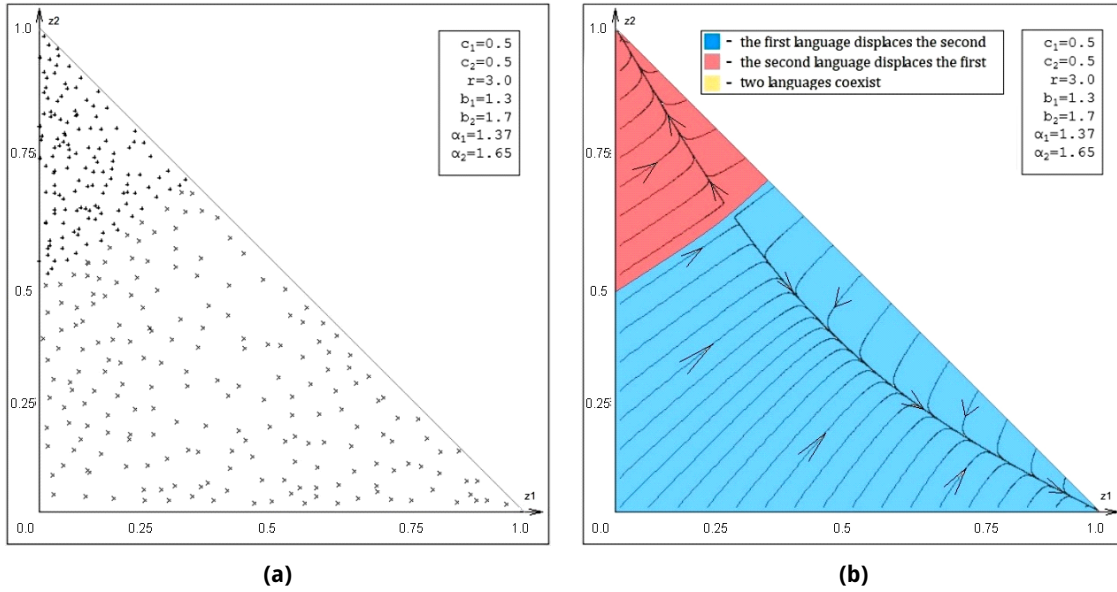 z2
1.0
0.75
0.5
0.25
0.0
0.25
0.5
0.75
1.0
z1
c₁=0.5
c₂=0.5
r=3.0
b₁=1.3
b₂=1.7
α₁=1.37
α₂=1.65
(a)
z2
1.0
0.75
0.5
0.25
0.0
0.25
0.5
0.75
1.0
z1
- the first language displaces the second
- the second language displaces the first
- two languages coexist
c₁=0.5
c₂=0.5
r=3.0
b₁=1.3
b₂=1.7
α₁=1.37
α₂=1.65
(b)